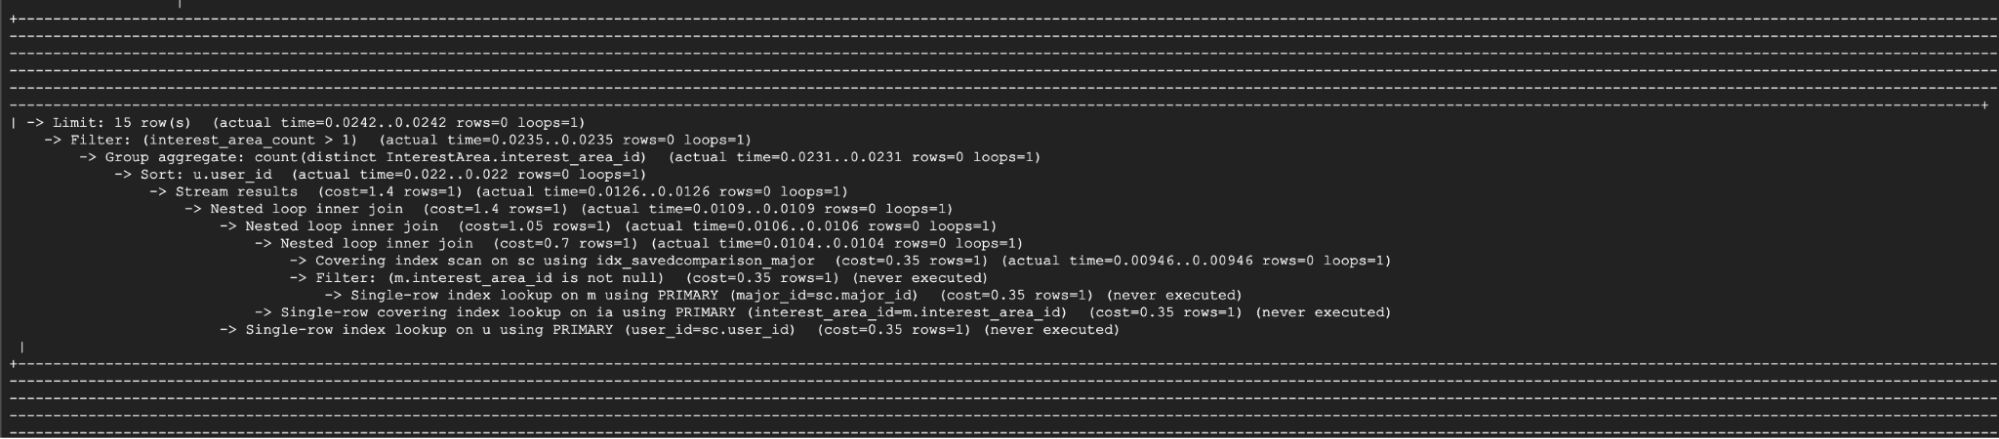 | -> Limit: 15 row(s)  (actual time=0.0242..0.0242 rows=0 loops=1)
-> Filter: (interest_area_count > 1)  (actual time=0.0235..0.0235 rows=0 loops=1)
-> Group aggregate: count(distinct InterestArea.interest_area_id)  (actual time=0.0231..0.0231 rows=0 loops=1)
-> Sort: u.user_id  (actual time=0.022..0.022 rows=0 loops=1)
-> Stream results  (cost=1.4 rows=1) (actual time=0.0126..0.0126 rows=0 loops=1)
-> Nested loop inner join  (cost=1.4 rows=1) (actual time=0.0109..0.0109 rows=0 loops=1)
-> Nested loop inner join  (cost=1.05 rows=1) (actual time=0.0106..0.0106 rows=0 loops=1)
-> Nested loop inner join  (cost=0.7 rows=1) (actual time=0.0104..0.0104 rows=0 loops=1)
-> Covering index scan on sc using idx_savedcomparison_major  (cost=0.35 rows=1) (actual time=0.00946..0.00946 rows=0 loops=1)
-> Filter: (m.interest_area_id is not null)  (cost=0.35 rows=1) (never executed)
-> Single-row index lookup on m using PRIMARY (major_id=sc.major_id)  (cost=0.35 rows=1) (never executed)
-> Single-row covering index lookup on ia using PRIMARY (interest_area_id=m.interest_area_id)  (cost=0.35 rows=1) (never executed)
-> Single-row index lookup on u using PRIMARY (user_id=sc.user_id)  (cost=0.35 rows=1) (never executed)
|